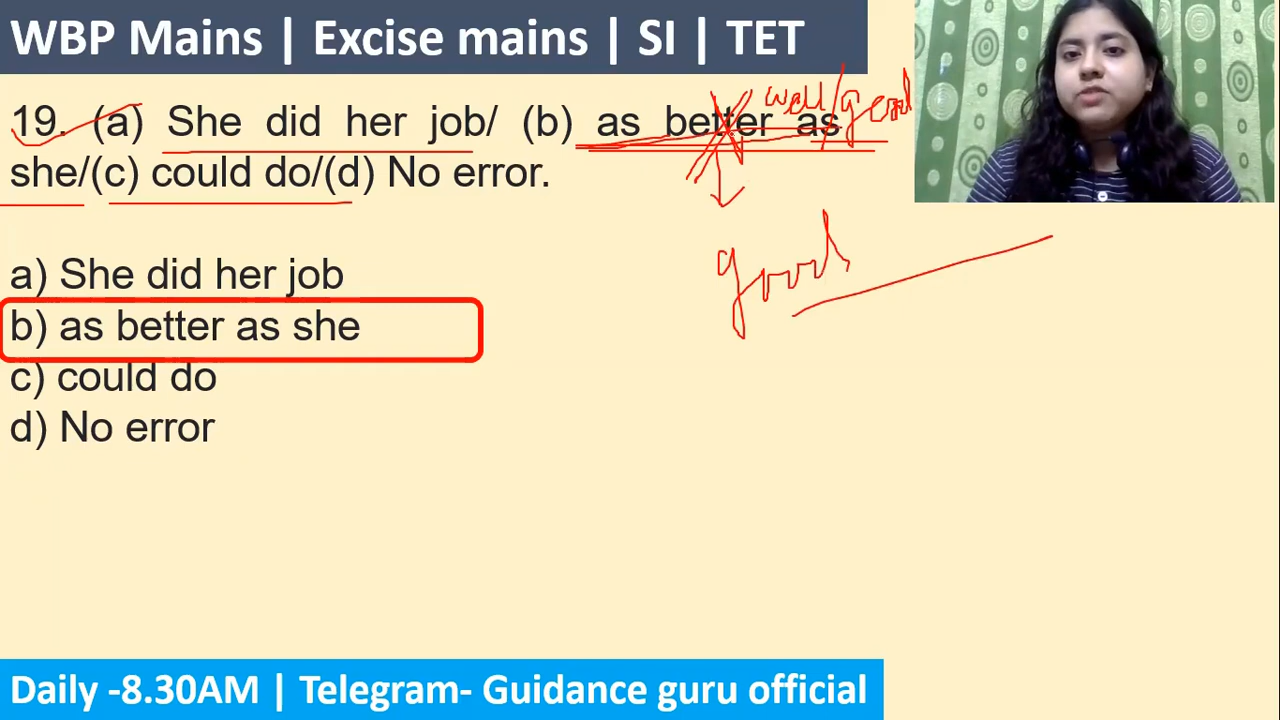 WBP Mains | Excise mains | SI | TET
well/good
19. (a) She did her job/ (b) as better as
she/(c) could do/(d) No error.
good
a) She did her job
b) as better as she
c) could do
d) No error
Daily -8.30AM | Telegram- Guidance guru official